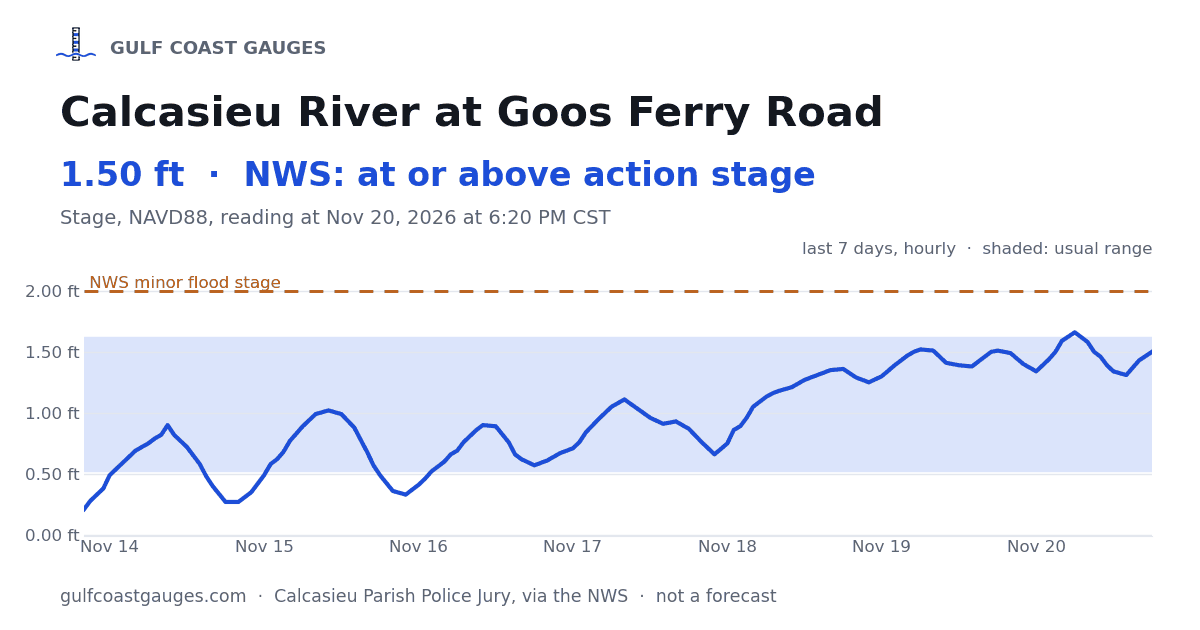 GULF COAST GAUGES
Calcasieu River at Goos Ferry Road
1.50 ft · NWS: at or above action stage
Stage, NAVD88, reading at Nov 20, 2026 at 6:20 PM CST
last 7 days, hourly · shaded: usual range
NWS minor flood stage
2.00 ft
1.50 ft
1.00 ft
0.50 ft
0.00 ft
Nov 14 Nov 15 Nov 16 Nov 17 Nov 18 Nov 19 Nov 20
gulfcoastgauges.com · Calcasieu Parish Police Jury, via the NWS · not a forecast